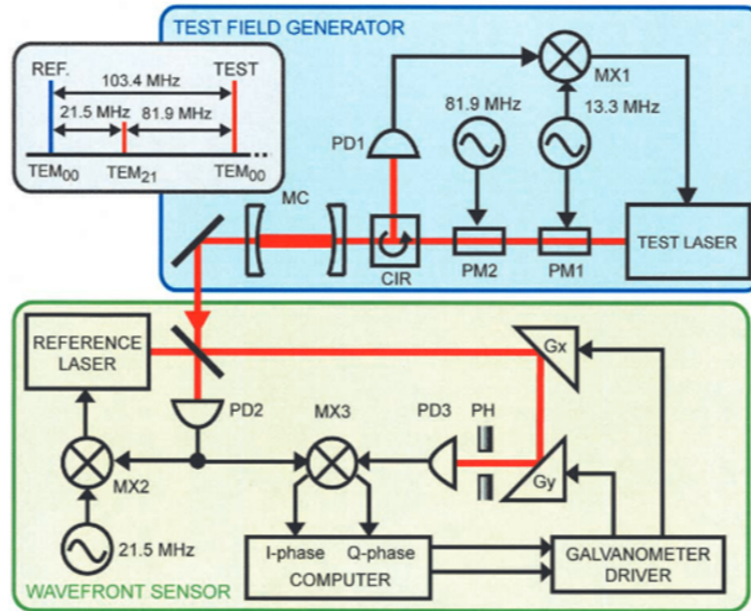 TEST FIELD GENERATOR
REF. TEST
103.4 MHz
21.5 MHz 81.9 MHz
TEM00 TEM21 TEM00
MX1
81.9 MHz 13.3 MHz
PD1
MC
CIR PM2 PM1
TEST LASER
REFERENCE
LASER
Gx
PD2 MX3 PD3 PH
MX2
Gy
21.5 MHz
I-phase Q-phase
COMPUTER
GALVANOMETER
DRIVER
WAVEFRONT SENSOR